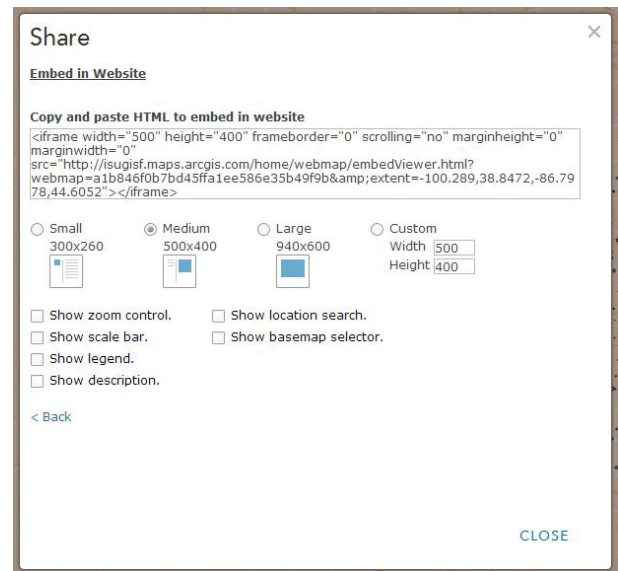 Share
×
Embed in Website
Copy and paste HTML to embed in website
<iframe width="500" height="400" frameborder="0" scrolling="no" marginheight="0"
marginwidth="0"
src="http://isugisf.maps.arcgis.com/home/webmap/embedViewer.html?
webmap=a1b846f0b7bd45ffa1ee586e35b49f9b&amp;extent=-100.289,38.8472,-86.79
78,44.6052"></iframe>
Small Medium Large Custom
300x260 500x400 940x600 Width 500
Height 400
Show zoom control. Show location search.
Show scale bar. Show basemap selector.
Show legend.
Show description.
< Back
CLOSE